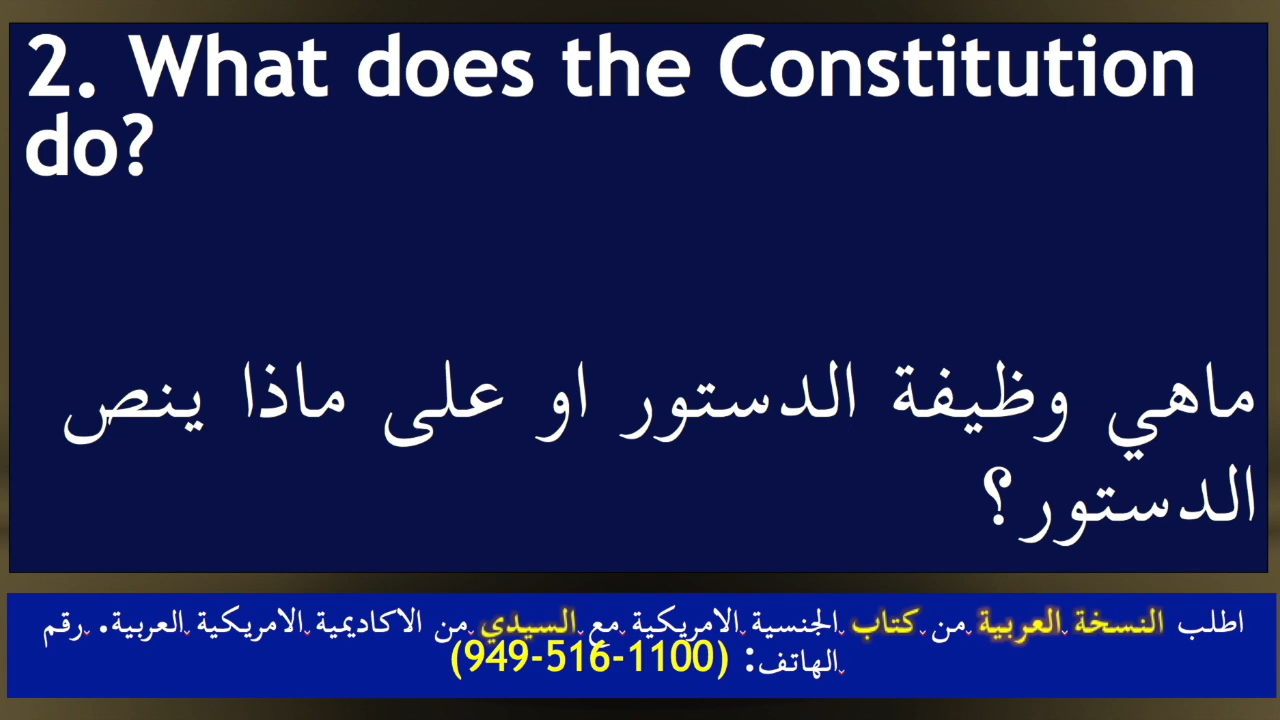 2. What does the Constitution
do?
ماهي وظيفة الدستور او على ماذا ينص
الدستور؟
اطلب النسخة العربية من كتاب الجنسية الامريكية مع السيدي من الاكاديمية الامريكية العربية. رقم
الهاتف: (949-516-1100)